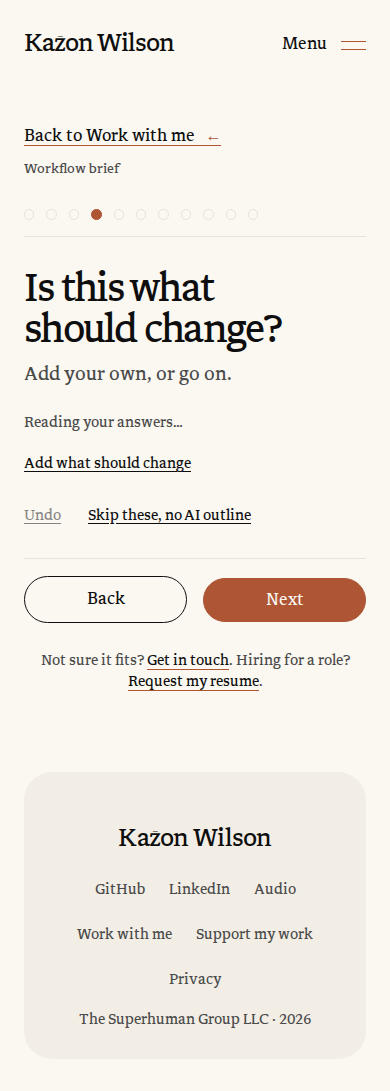 Każon Wilson
Menu
Back to Work with me ←
Workflow brief
Is this what
should change?
Add your own, or go on.
Reading your answers...
Add what should change
Undo
Skip these, no AI outline
Back
Next
Not sure it fits? Get in touch. Hiring for a role?
Request my resume.
Każon Wilson
GitHub LinkedIn Audio
Work with me Support my work
Privacy
The Superhuman Group LLC · 2026